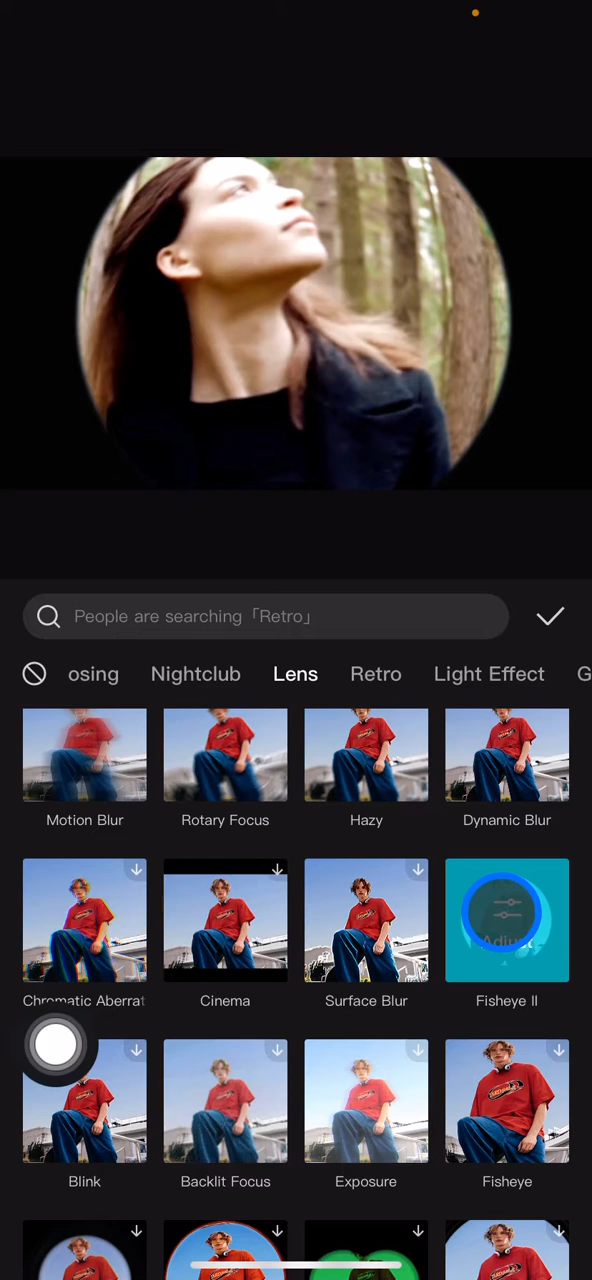 People are searching「Retro」
osing Nightclub Lens Retro Light Effect G
Motion Blur Rotary Focus Hazy Dynamic Blur
Adjust
Chromatic Aberrat Cinema Surface Blur Fisheye II
Blink Backlit Focus Exposure Fisheye